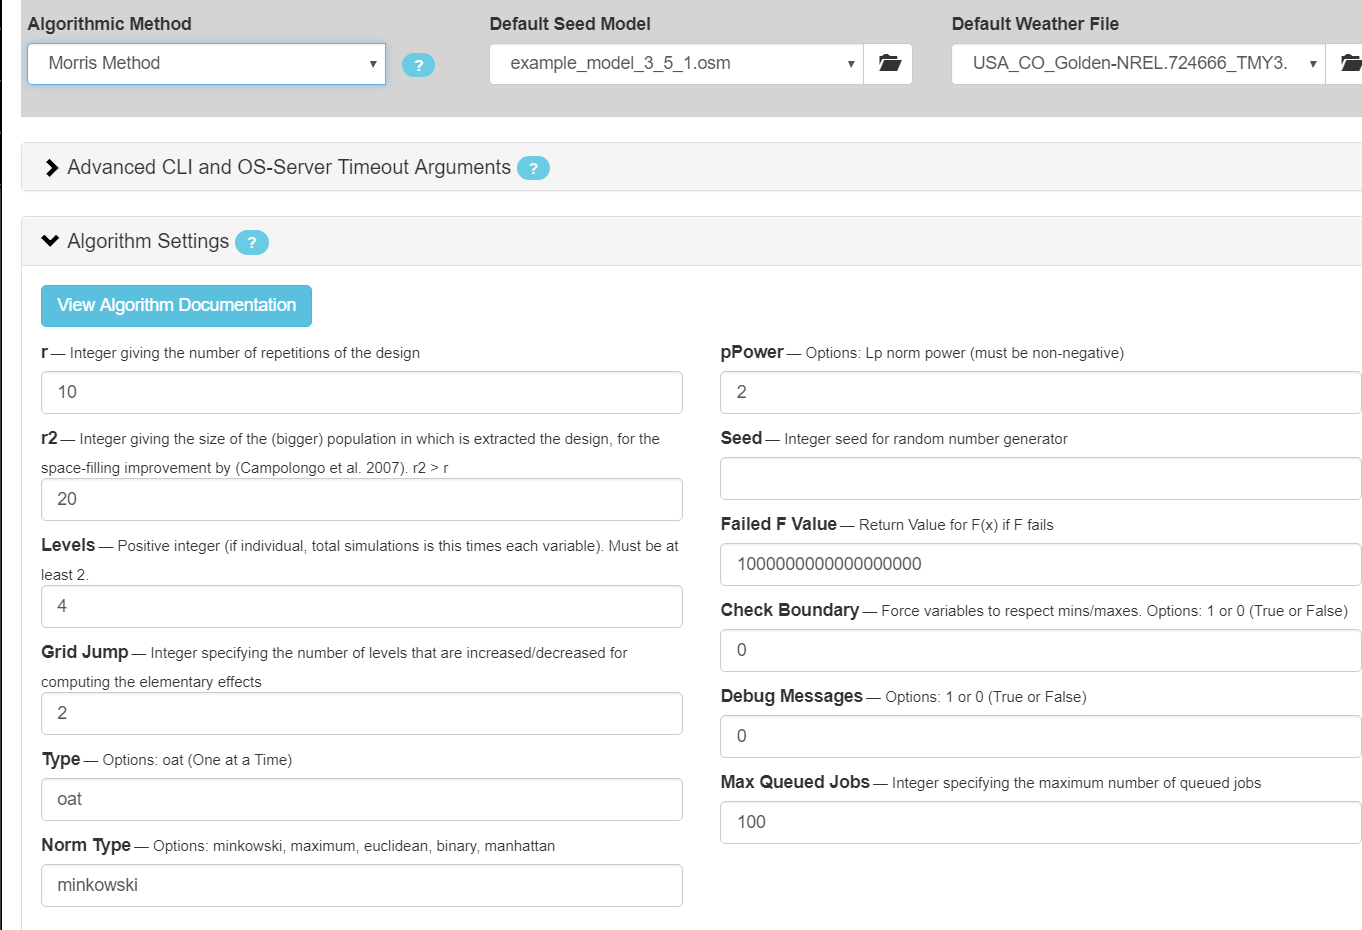 Algorithmic Method
Default Seed Model
Default Weather File
Morris Method
?
example_model_3_5_1.osm
USA_CO_Golden-NREL.724666_TMY3.
Advanced CLI and OS-Server Timeout Arguments ?
Algorithm Settings ?
View Algorithm Documentation
r — Integer giving the number of repetitions of the design
10
r2 — Integer giving the size of the (bigger) population in which is extracted the design, for the
space-filling improvement by (Campolongo et al. 2007). r2 > r
20
Levels — Positive integer (if individual, total simulations is this times each variable). Must be at
least 2.
4
Grid Jump — Integer specifying the number of levels that are increased/decreased for
computing the elementary effects
2
Type — Options: oat (One at a Time)
oat
Norm Type — Options: minkowski, maximum, euclidean, binary, manhattan
minkowski
pPower — Options: Lp norm power (must be non-negative)
2
Seed — Integer seed for random number generator
Failed F Value — Return Value for F(x) if F fails
1000000000000000000
Check Boundary — Force variables to respect mins/maxes. Options: 1 or 0 (True or False)
0
Debug Messages — Options: 1 or 0 (True or False)
0
Max Queued Jobs — Integer specifying the maximum number of queued jobs
100